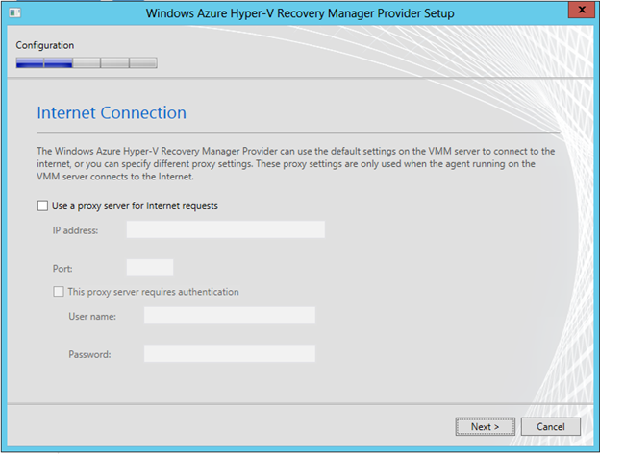 Windows Azure Hyper-V Recovery Manager Provider Setup
x
Configuration
Internet Connection
The Windows Azure Hyper-V Recovery Manager Provider can use the default settings on the VMM server to connect to the
internet, or you can specify different proxy settings. These proxy settings are only used when the agent running on the
VMM server connects to the Internet.
Use a proxy server for Internet requests
IP address:
Port:
This proxy server requires authentication
User name:
Password:
Next >
Cancel